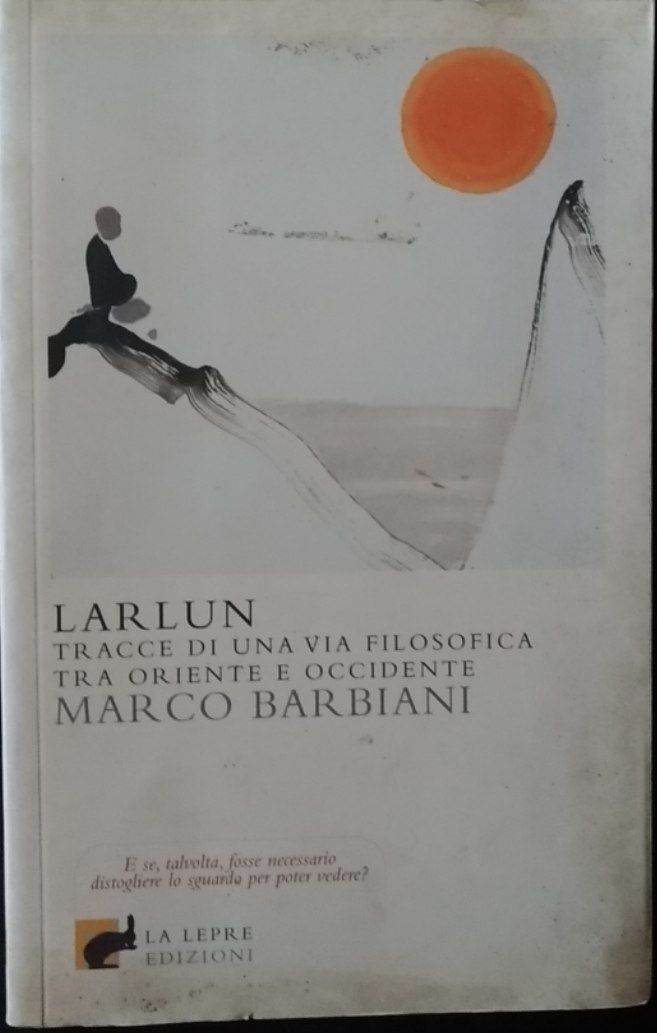 LARLUN
TRACCE DI UNA VIA FILOSOFICA
TRA ORIENTE E OCCIDENTE
MARCO BARBIANI
E se, talvolta, fosse necessario
distogliere lo sguardo per poter vedere?
LA LEPRE
EDIZIONI